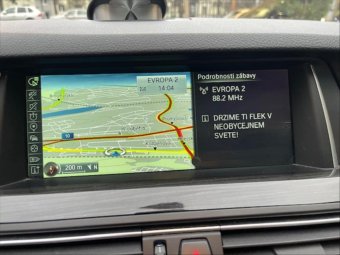 EVROPA 2
14:04
200 m
N
Podrobnosti zábavy
EVROPA 2
88.2 MHz
DRZIME TI FLEK V
NEOBYCEJNEM
SVETE!